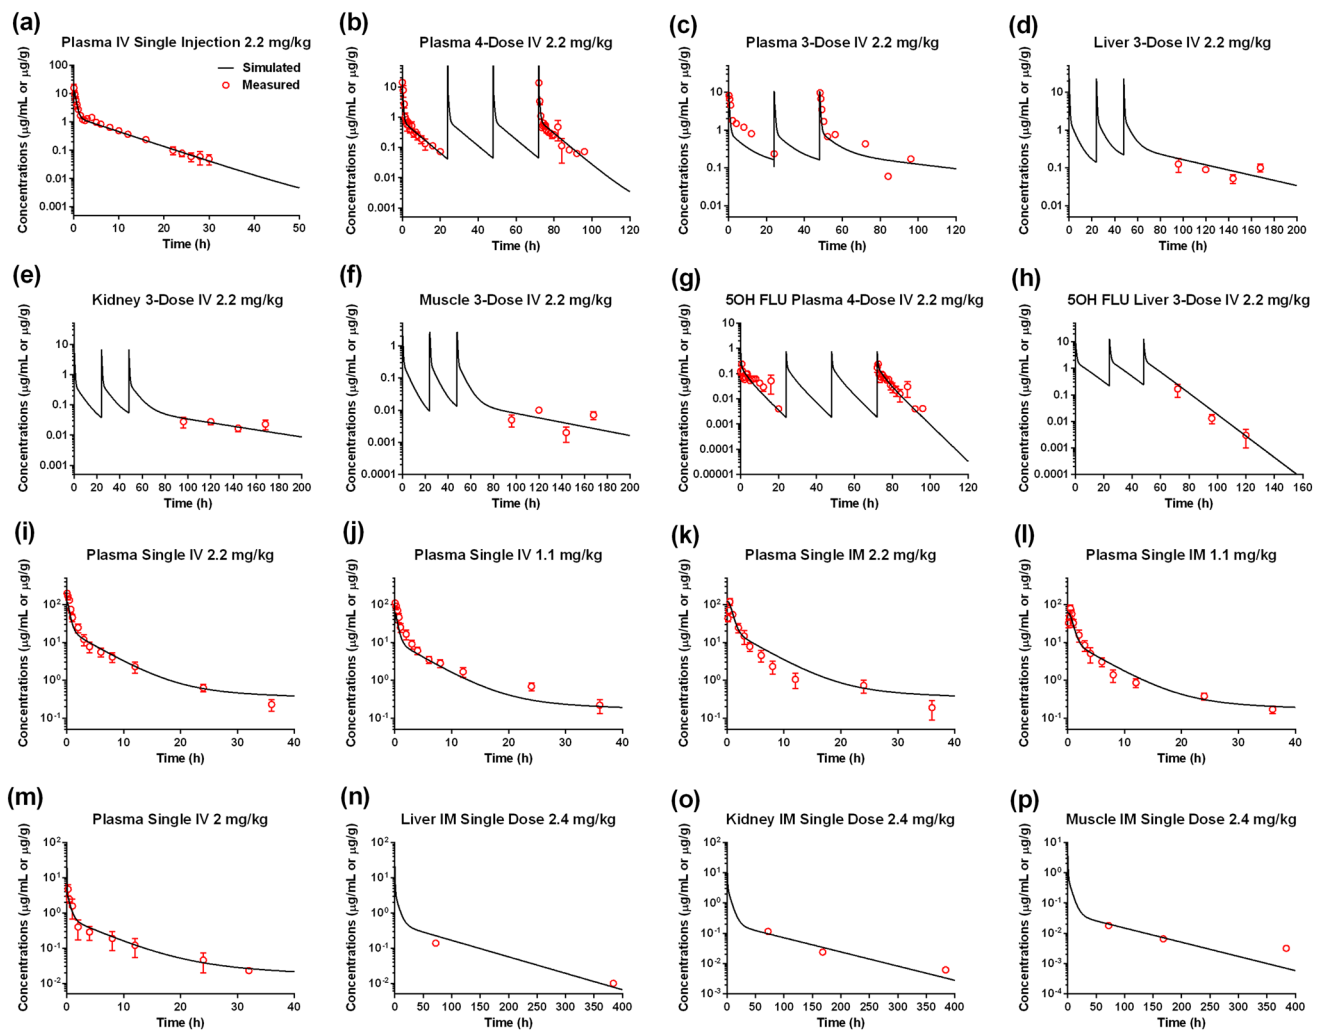 (a)
Plasma IV Single Injection 2.2 mg/kg
Concentrations (µg/mL or µg/g)
100
10
1
0.1
0.01
0.001
Simulated
Measured
0 10 20 30 40 50
Time (h)
(b)
Plasma 4-Dose IV 2.2 mg/kg
Concentrations (µg/mL or µg/g)
10
1
0.1
0.01
0.001
0 20 40 60 80 100 120
Time (h)
(c)
Plasma 3-Dose IV 2.2 mg/kg
Concentrations (µg/mL or µg/g)
10
1
0.1
0.01
0 20 40 60 80 100 120
Time (h)
(d)
Liver 3-Dose IV 2.2 mg/kg
Concentrations (µg/mL or µg/g)
10
1
0.1
0.01
0 20 40 60 80 100 120 140 160 180 200
Time (h)
(e)
Kidney 3-Dose IV 2.2 mg/kg
Concentrations (µg/mL or µg/g)
10
1
0.1
0.01
0.001
0 20 40 60 80 100 120 140 160 180 200
Time (h)
(f)
Muscle 3-Dose IV 2.2 mg/kg
Concentrations (µg/mL or µg/g)
1
0.1
0.01
0.001
0.0001
0 20 40 60 80 100 120 140 160 180 200
Time (h)
(g)
5OH FLU Plasma 4-Dose IV 2.2 mg/kg
Concentrations (µg/mL or µg/g)
10
1
0.1
0.01
0.001
0.0001
0.00001
0 20 40 60 80 100 120
Time (h)
(h)
5OH FLU Liver 3-Dose IV 2.2 mg/kg
Concentrations (µg/mL or µg/g)
10
1
0.1
0.01
0.001
0.0001
0 20 40 60 80 100 120 140 160
Time (h)
(i)
Plasma Single IV 2.2 mg/kg
Concentrations (µg/mL or µg/g)
10²
10¹
10⁰
10⁻¹
0 10 20 30 40
Time (h)
(j)
Plasma Single IV 1.1 mg/kg
Concentrations (µg/mL or µg/g)
10²
10¹
10⁰
10⁻¹
0 10 20 30 40
Time (h)
(k)
Plasma Single IM 2.2 mg/kg
Concentrations (µg/mL or µg/g)
10²
10¹
10⁰
10⁻¹
0 10 20 30 40
Time (h)
(l)
Plasma Single IM 1.1 mg/kg
Concentrations (µg/mL or µg/g)
10²
10¹
10⁰
10⁻¹
0 10 20 30 40
Time (h)
(m)
Plasma Single IV 2 mg/kg
Concentrations (µg/mL or µg/g)
10²
10¹
10⁰
10⁻¹
10⁻²
0 20 40
Time (h)
(n)
Liver IM Single Dose 2.4 mg/kg
Concentrations (µg/mL or µg/g)
10²
10¹
10⁰
10⁻¹
10⁻²
0 50 100 150 200 250 300 350 400
Time (h)
(o)
Kidney IM Single Dose 2.4 mg/kg
Concentrations (µg/mL or µg/g)
10²
10¹
10⁰
10⁻¹
10⁻²
10⁻³
0 50 100 150 200 250 300 350 400
Time (h)
(p)
Muscle IM Single Dose 2.4 mg/kg
Concentrations (µg/mL or µg/g)
10¹
10⁰
10⁻¹
10⁻²
10⁻³
10⁻⁴
0 50 100 150 200 250 300 350 400
Time (h)